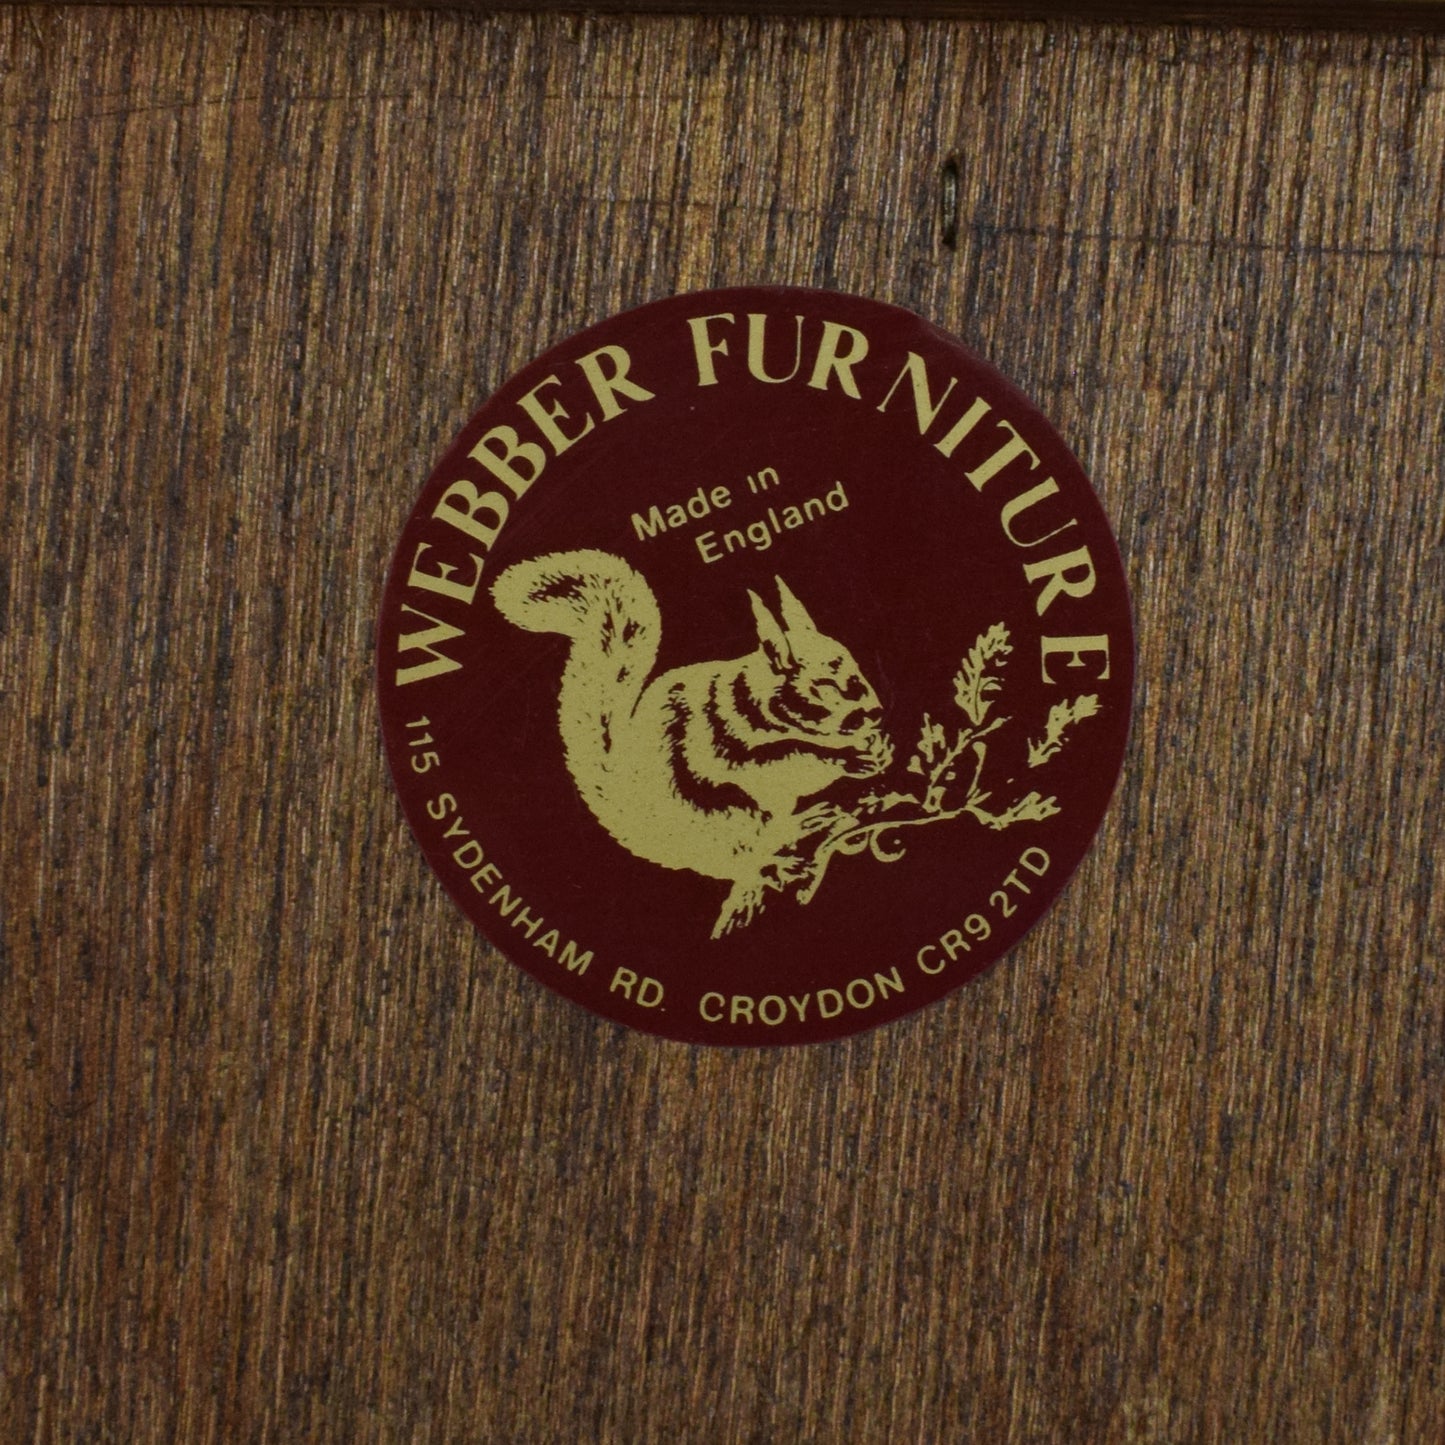 WEBBER FURNITURE
Made in
England
115 SYDENHAM RD. CROYDON CR9 2TD